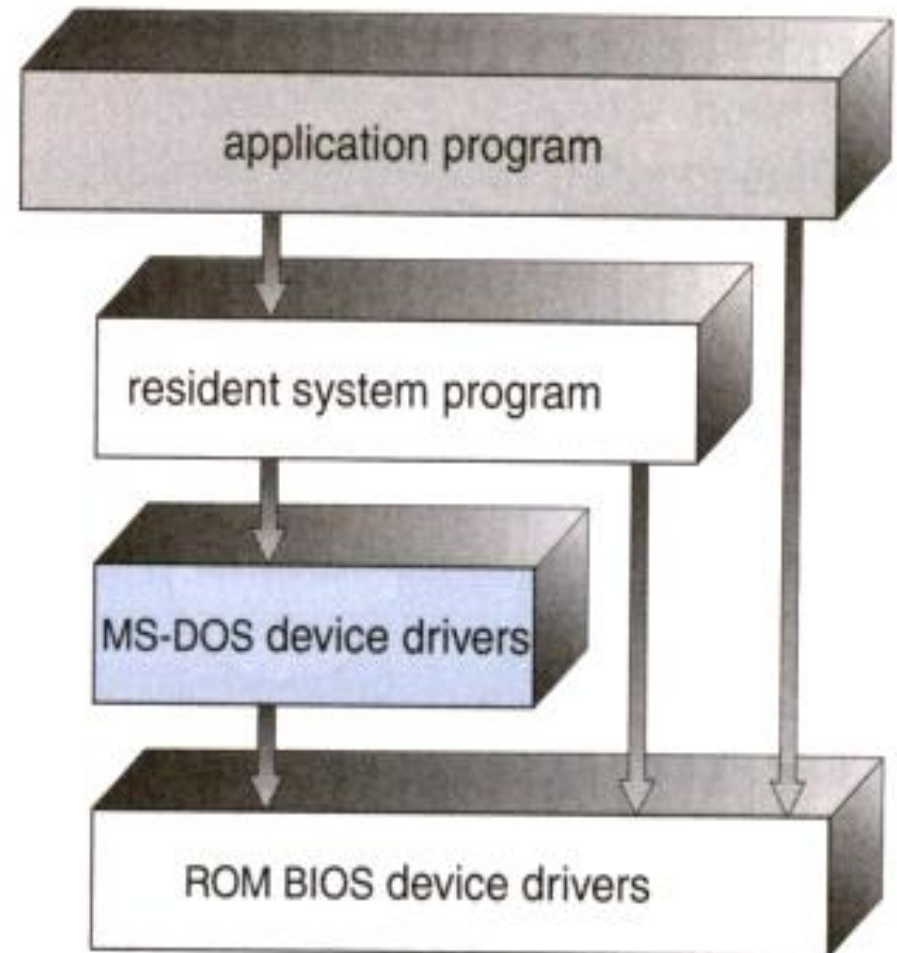 application program
resident system program
MS-DOS device drivers
ROM BIOS device drivers